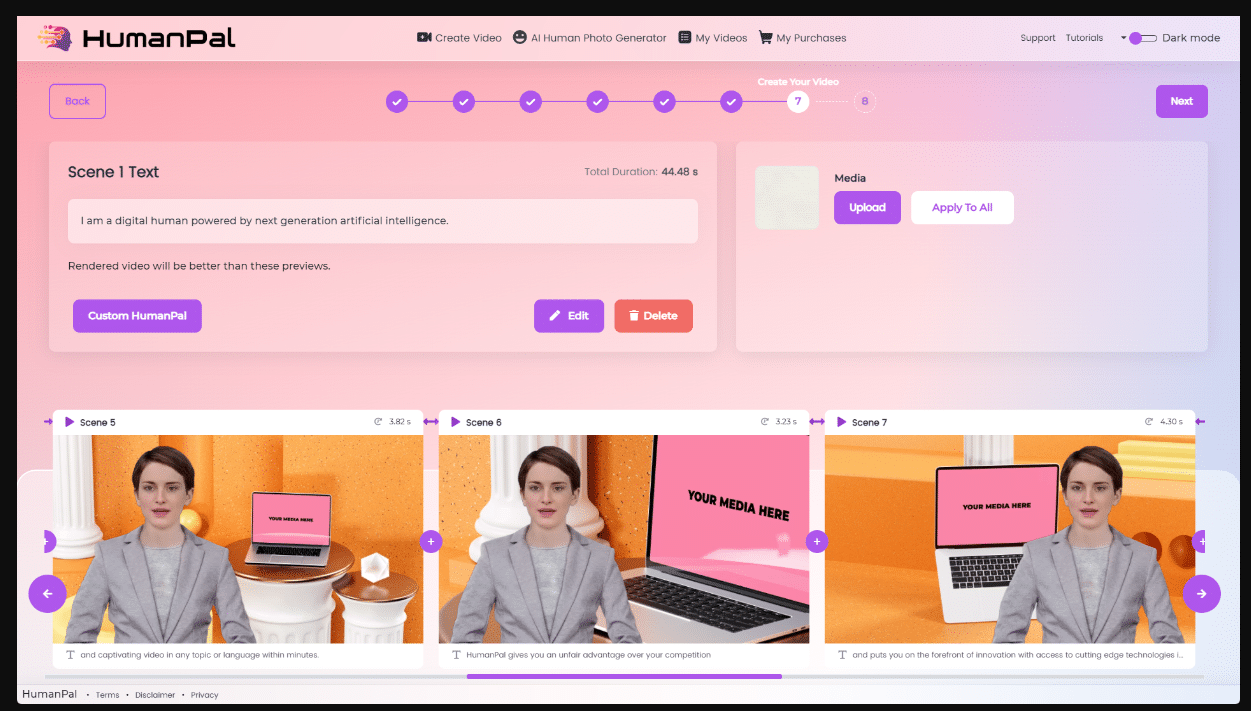 HumanPal
Create Video
AI Human Photo Generator
My Videos
My Purchases
Support
Tutorials
Dark mode
Back
Create Your Video
7
8
Next
Scene 1 Text
Total Duration: 44.48 s
I am a digital human powered by next generation artificial intelligence.
Rendered video will be better than these previews.
Custom HumanPal
Edit
Delete
Media
Upload
Apply To All
Scene 5
3.82 s
YOUR MEDIA HERE
and captivating video in any topic or language within minutes.
Scene 6
3.23 s
YOUR MEDIA HERE
HumanPal gives you an unfair advantage over your competition
Scene 7
4.30 s
YOUR MEDIA HERE
and puts you on the forefront of innovation with access to cutting edge technologies i...
HumanPal • Terms • Disclaimer • Privacy